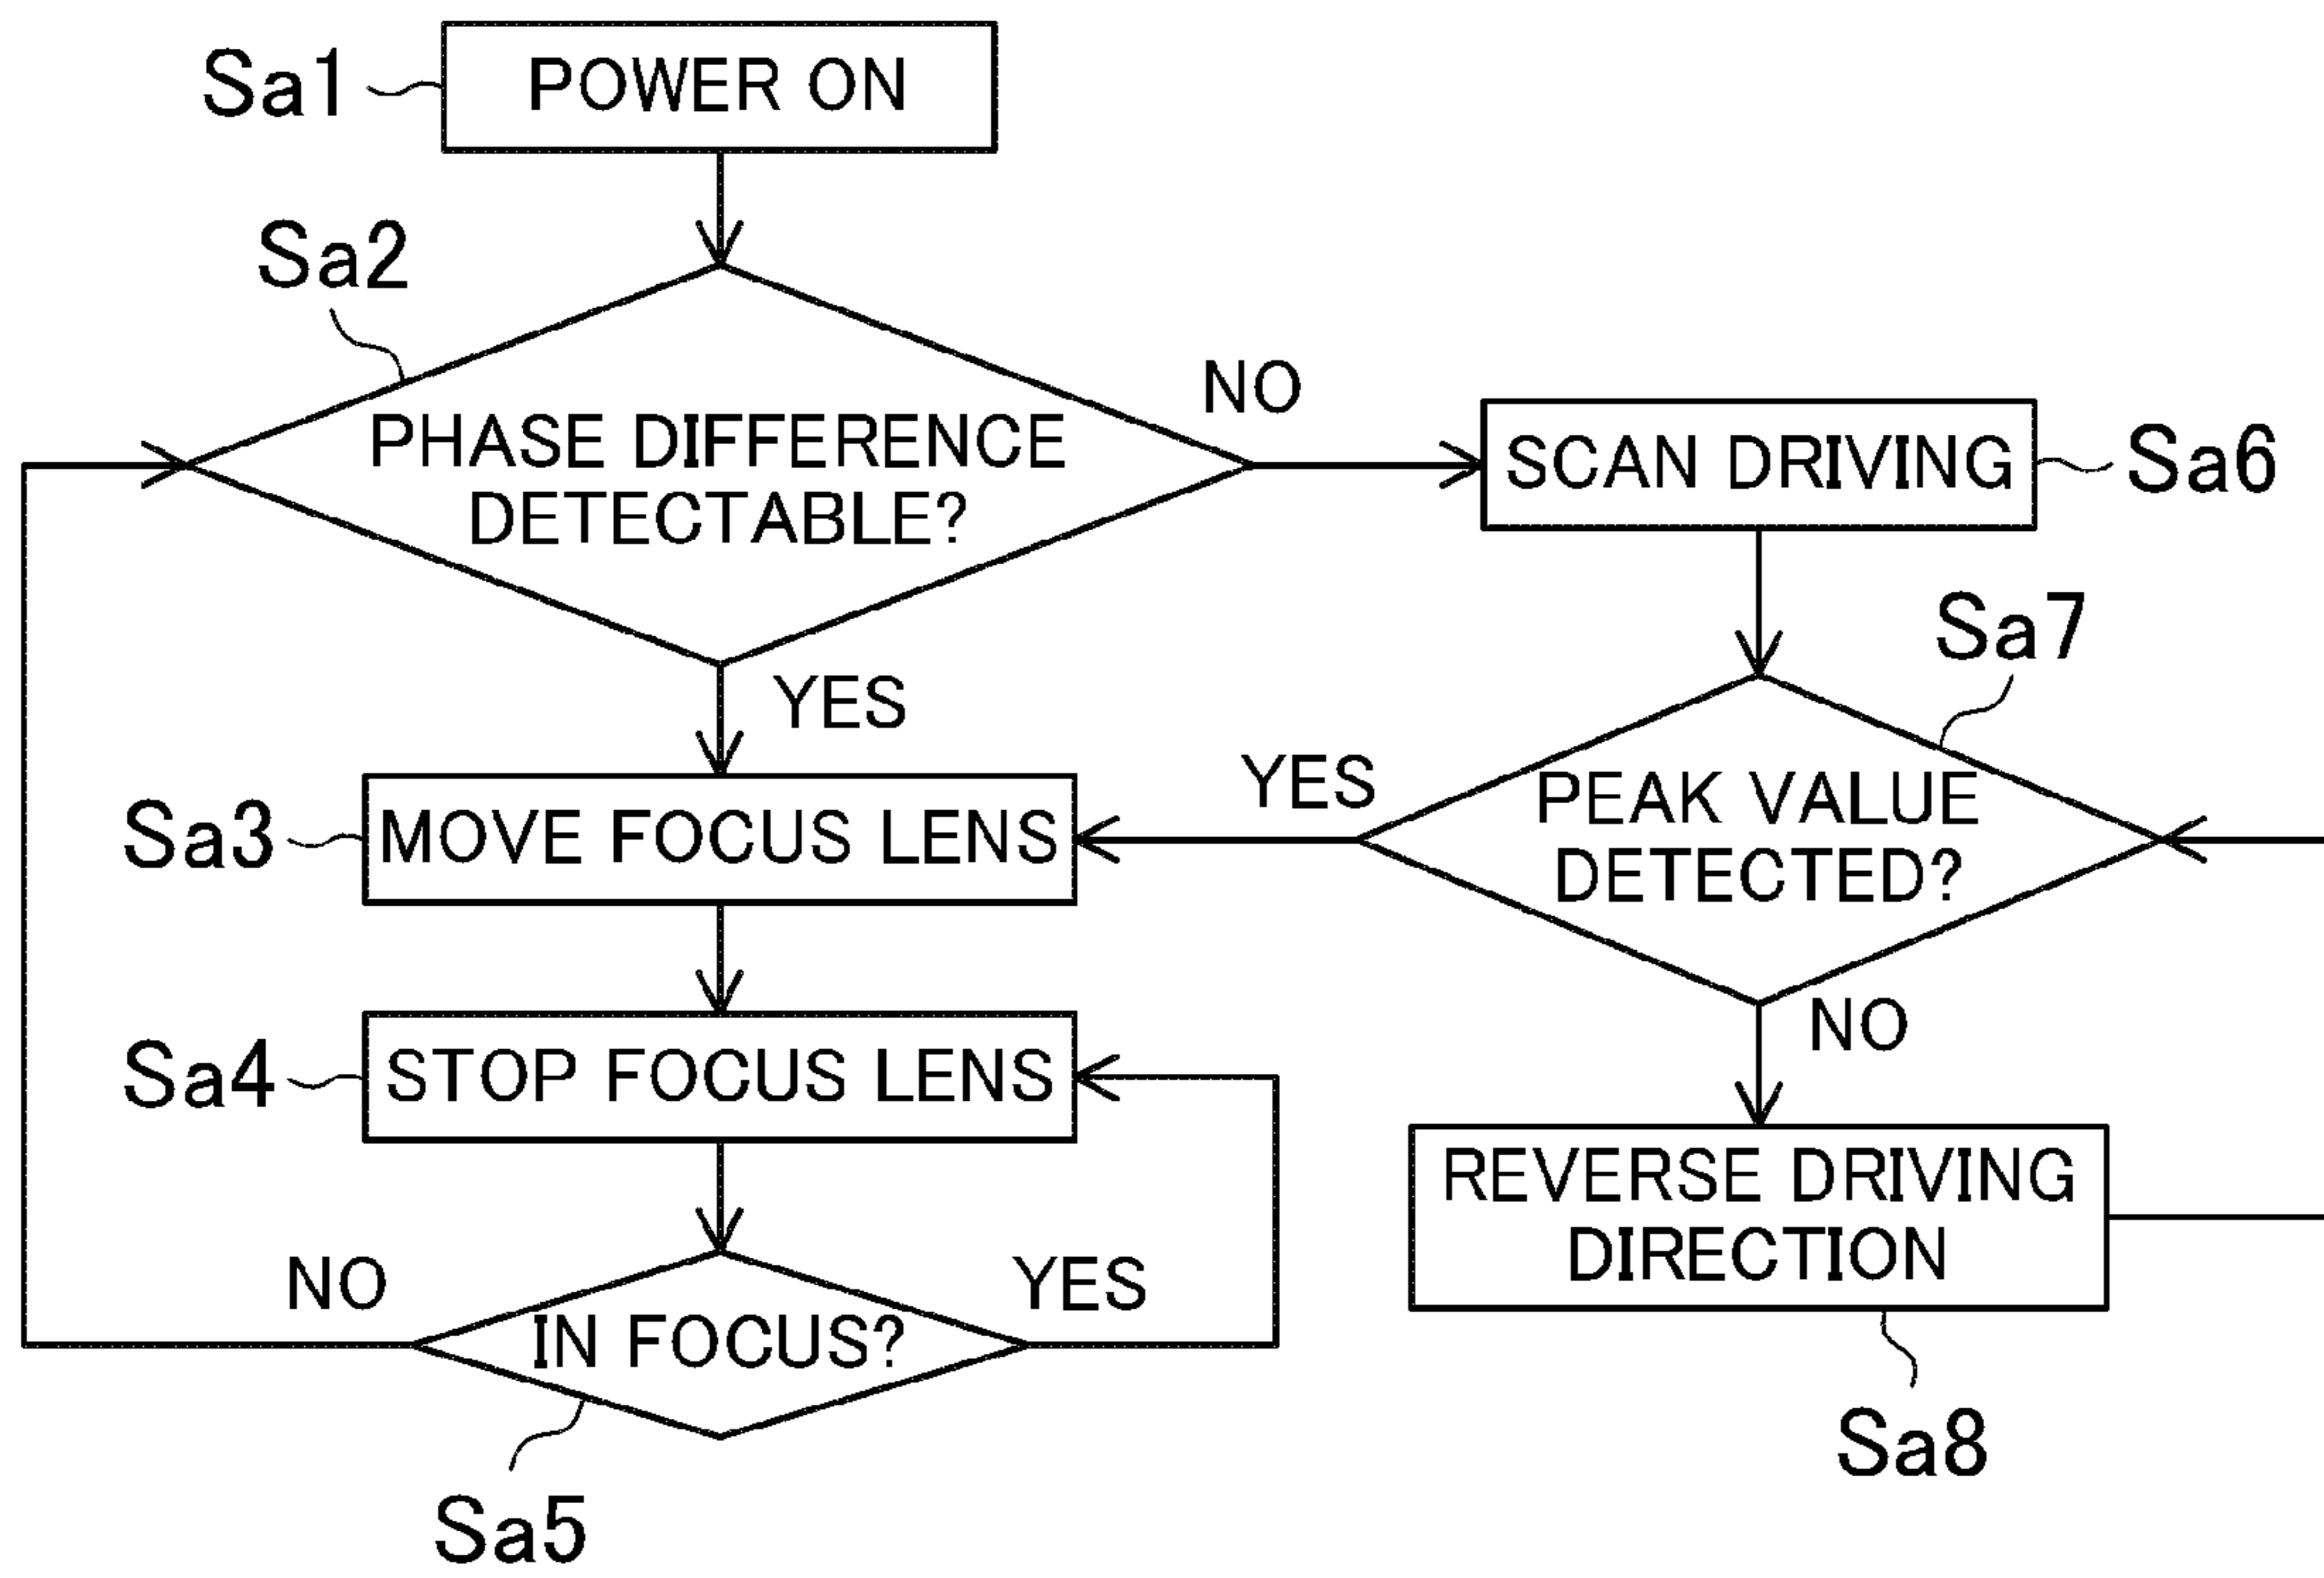 Sa1
POWER ON
Sa2
PHASE DIFFERENCE
DETECTABLE?
NO
SCAN DRIVING
Sa6
YES
Sa7
Sa3
MOVE FOCUS LENS
YES
PEAK VALUE
DETECTED?
Sa4
STOP FOCUS LENS
NO
REVERSE DRIVING
DIRECTION
NO
IN FOCUS?
YES
Sa8
Sa5